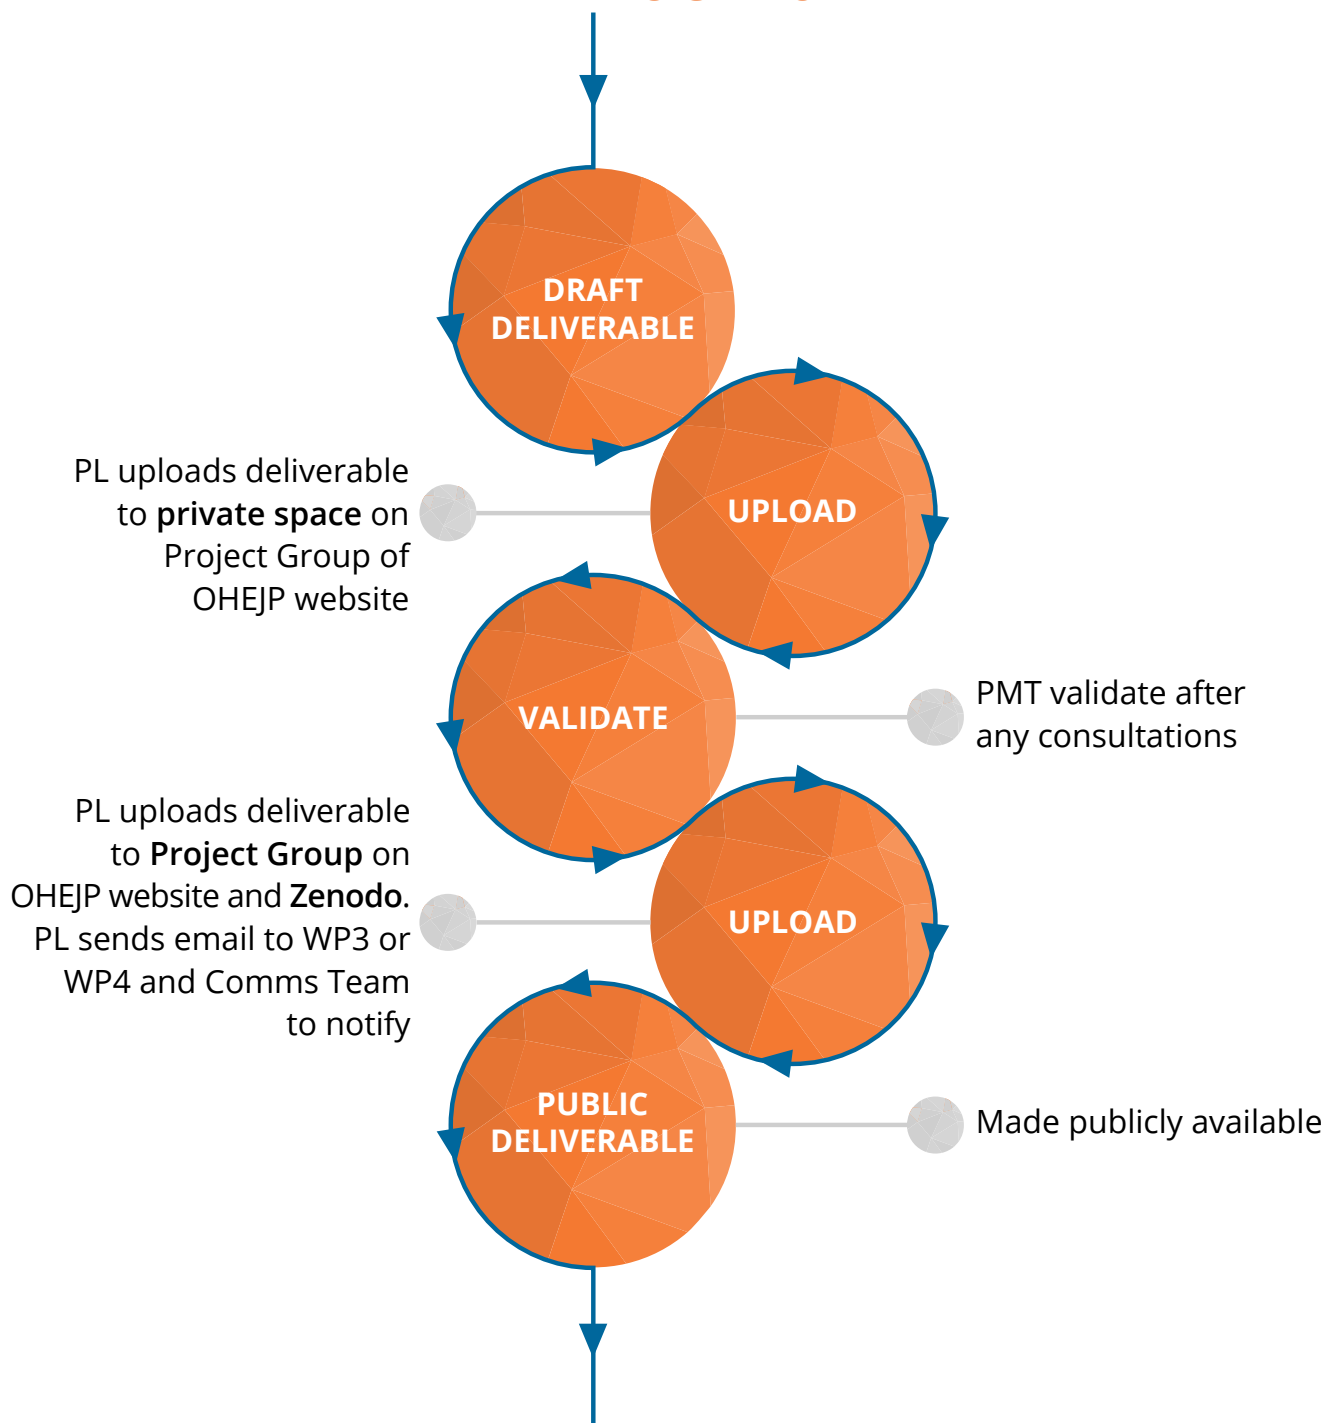 DRAFT
DELIVERABLE
PL uploads deliverable
to private space on
Project Group of
OHEJP website
UPLOAD
VALIDATE
PMT validate after
any consultations
PL uploads deliverable
to Project Group on
OHEJP website and Zenodo.
PL sends email to WP3 or
WP4 and Comms Team
to notify
UPLOAD
PUBLIC
DELIVERABLE
Made publicly available